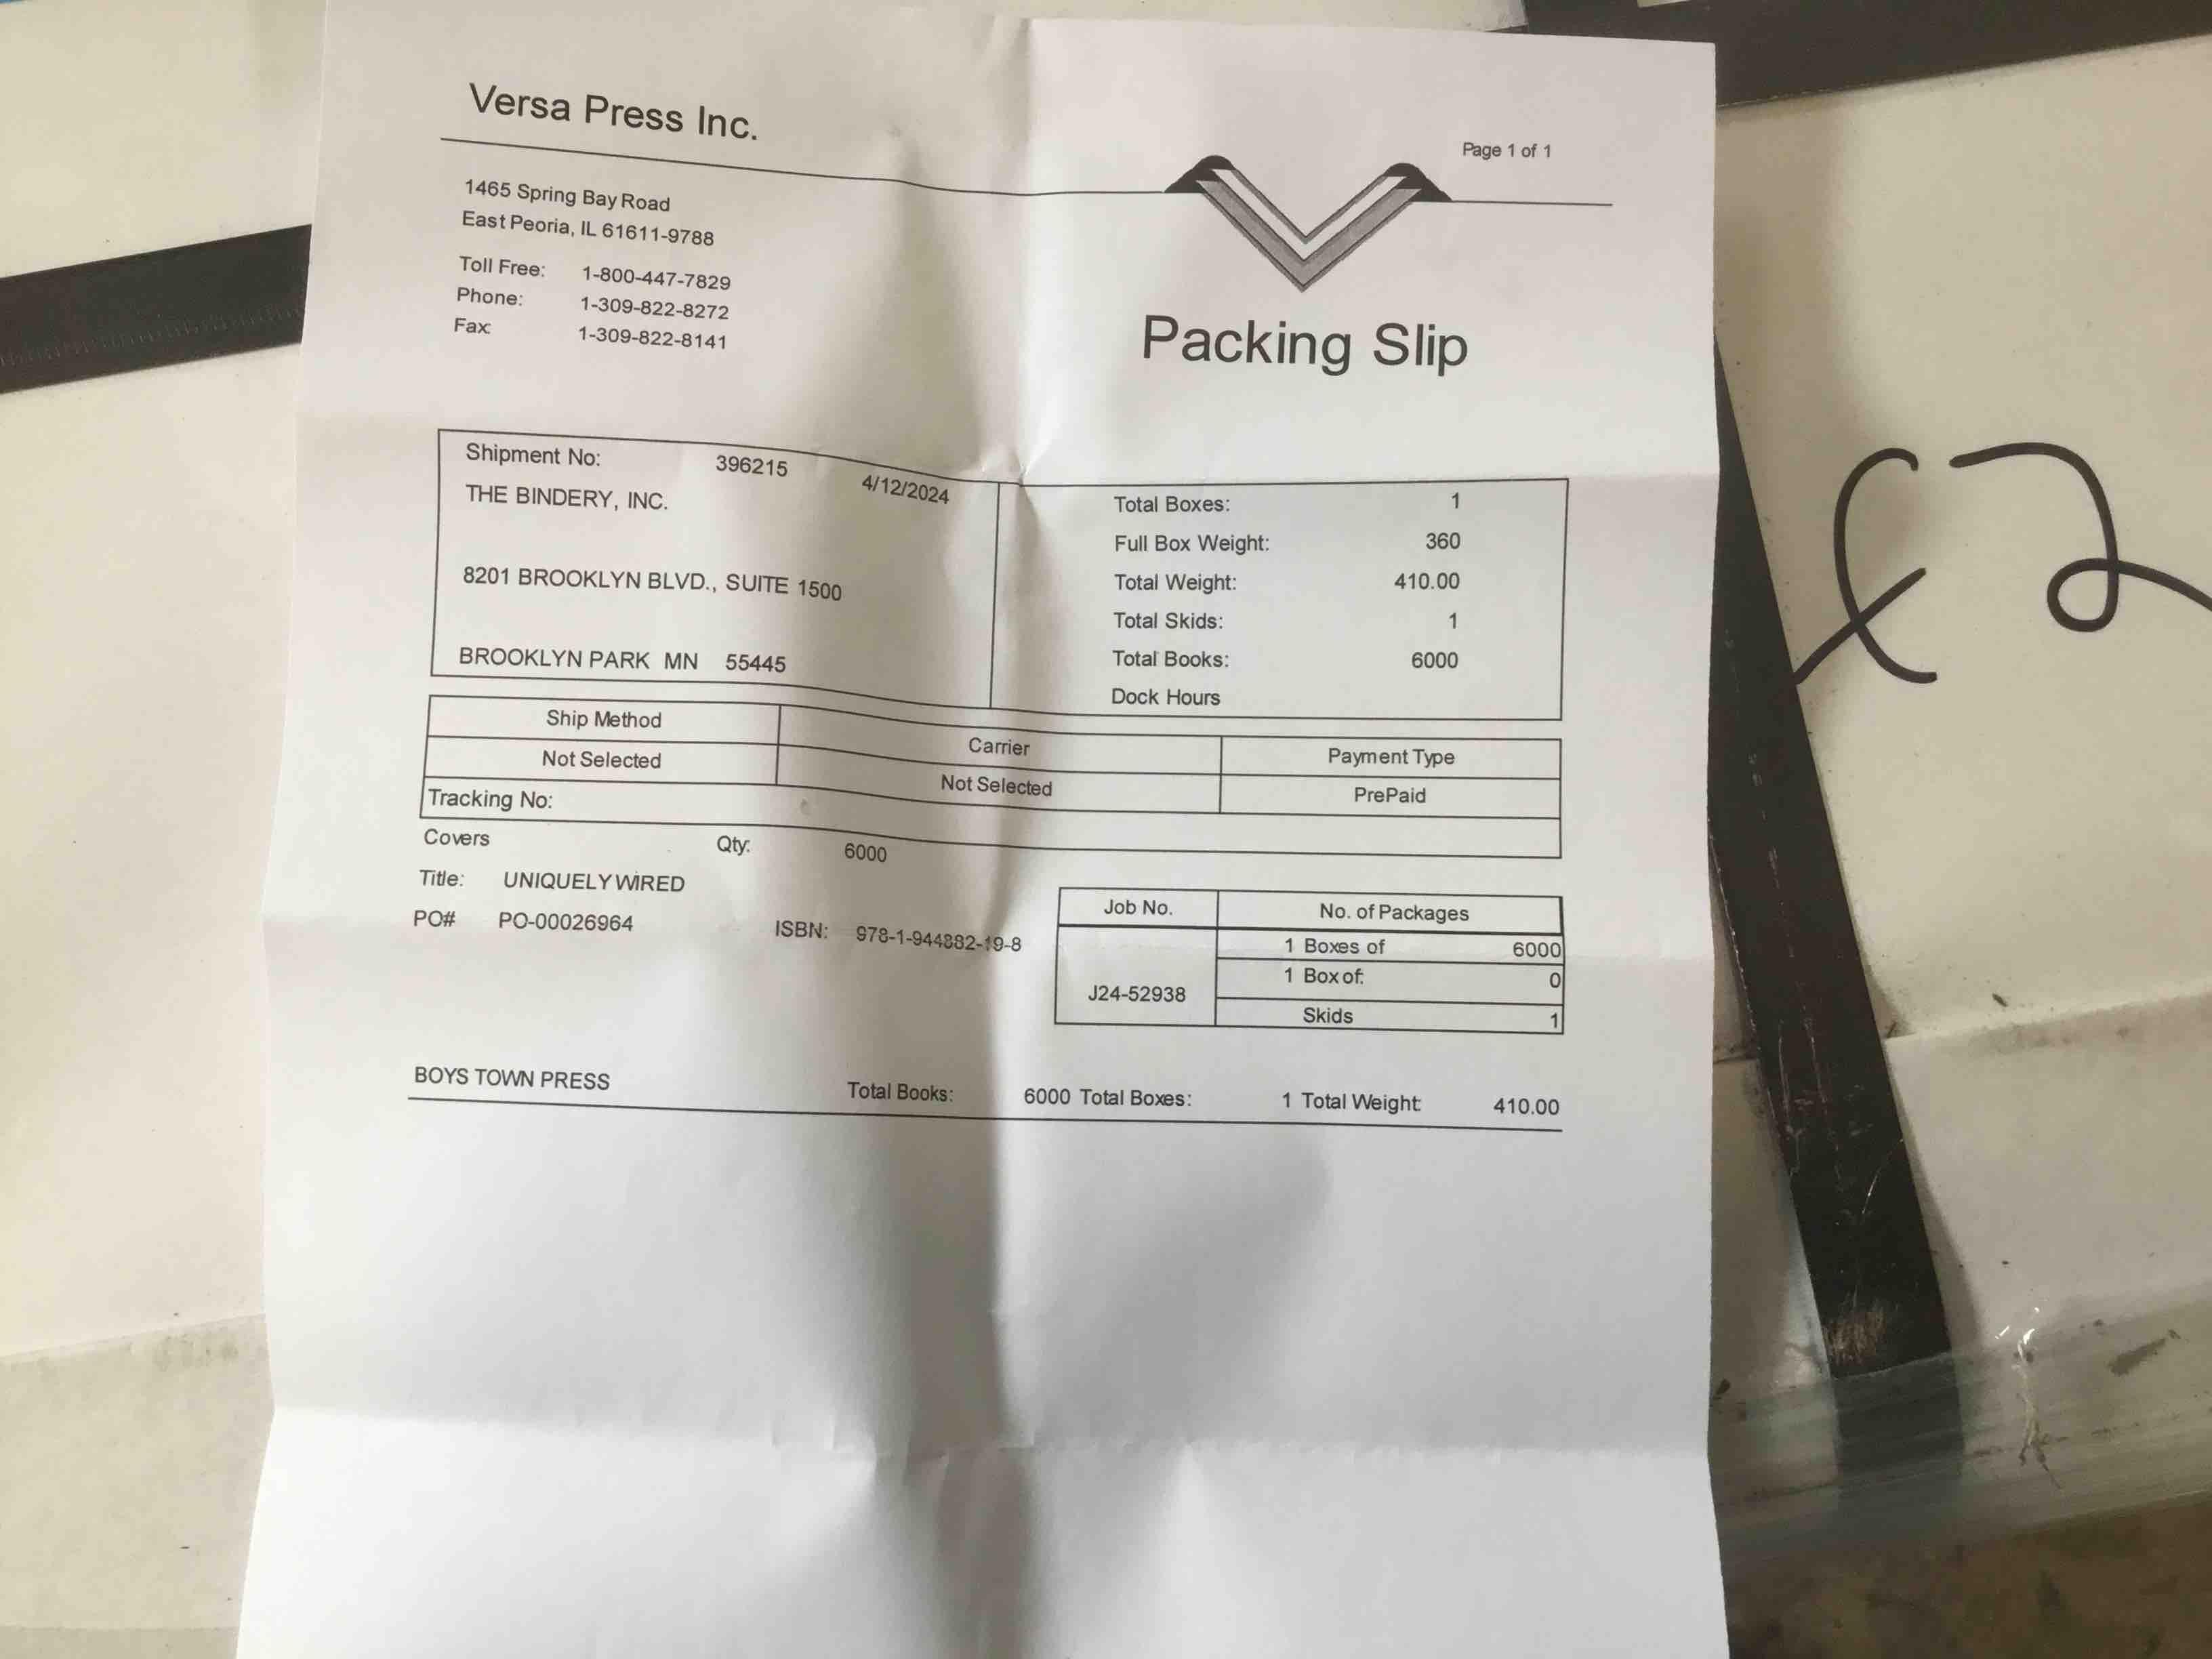 Versa Press Inc.
Page 1 of 1
1465 Spring Bay Road
East Peoria, IL 61611-9788
Toll Free: 1-800-447-7829
Phone: 1-309-822-8272
Fax: 1-309-822-8141
Packing Slip
Shipment No: 396215 4/12/2024
THE BINDERY, INC.
8201 BROOKLYN BLVD., SUITE 1500
BROOKLYN PARK MN 55445
Total Boxes: 1
Full Box Weight: 360
Total Weight: 410.00
Total Skids: 1
Total Books: 6000
Dock Hours
Ship Method Carrier Payment Type
Not Selected Not Selected PrePaid
Tracking No:
Covers Qty: 6000
Title: UNIQUELY WIRED
PO# PO-00026964 ISBN: 978-1-944882-19-8
Job No. No. of Packages
J24-52938
1 Boxes of 6000
1 Box of: 0
Skids 1
BOYS TOWN PRESS Total Books: 6000 Total Boxes: 1 Total Weight: 410.00